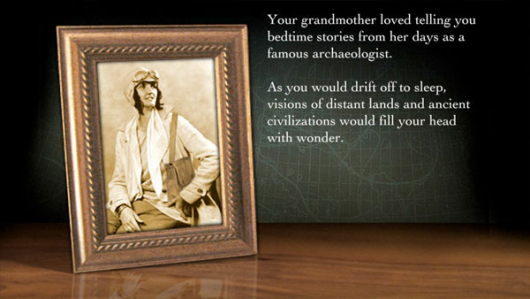 Your grandmother loved telling you
bedtime stories from her days as a
famous archaeologist.
As you would drift off to sleep,
visions of distant lands and ancient
civilizations would fill your head
with wonder.